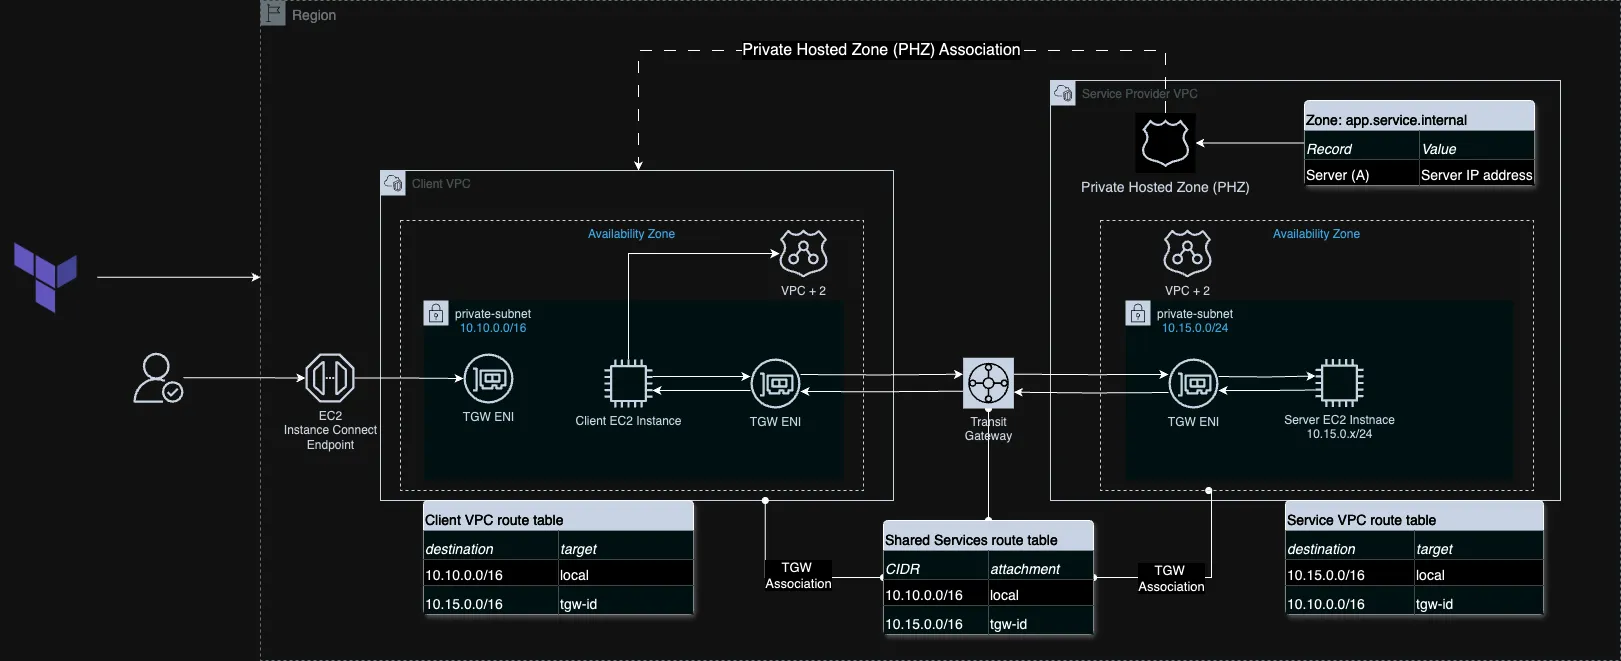 Region
Private Hosted Zone (PHZ) Association
Service Provider VPC
Zone: app.service.internal
Record Value
Server (A) Server IP address
Private Hosted Zone (PHZ)
Client VPC
Availability Zone
VPC + 2
private-subnet
10.10.0.0/16
TGW ENI
Client EC2 Instance
TGW ENI
EC2
Instance Connect
Endpoint
Transit
Gateway
Availability Zone
VPC + 2
private-subnet
10.15.0.0/24
TGW ENI
Server EC2 Instnace
10.15.0.x/24
Client VPC route table
destination target
10.10.0.0/16 local
10.15.0.0/16 tgw-id
TGW
Association
Shared Services route table
CIDR attachment
10.10.0.0/16 local
10.15.0.0/16 tgw-id
TGW
Association
Service VPC route table
destination target
10.15.0.0/16 local
10.10.0.0/16 tgw-id